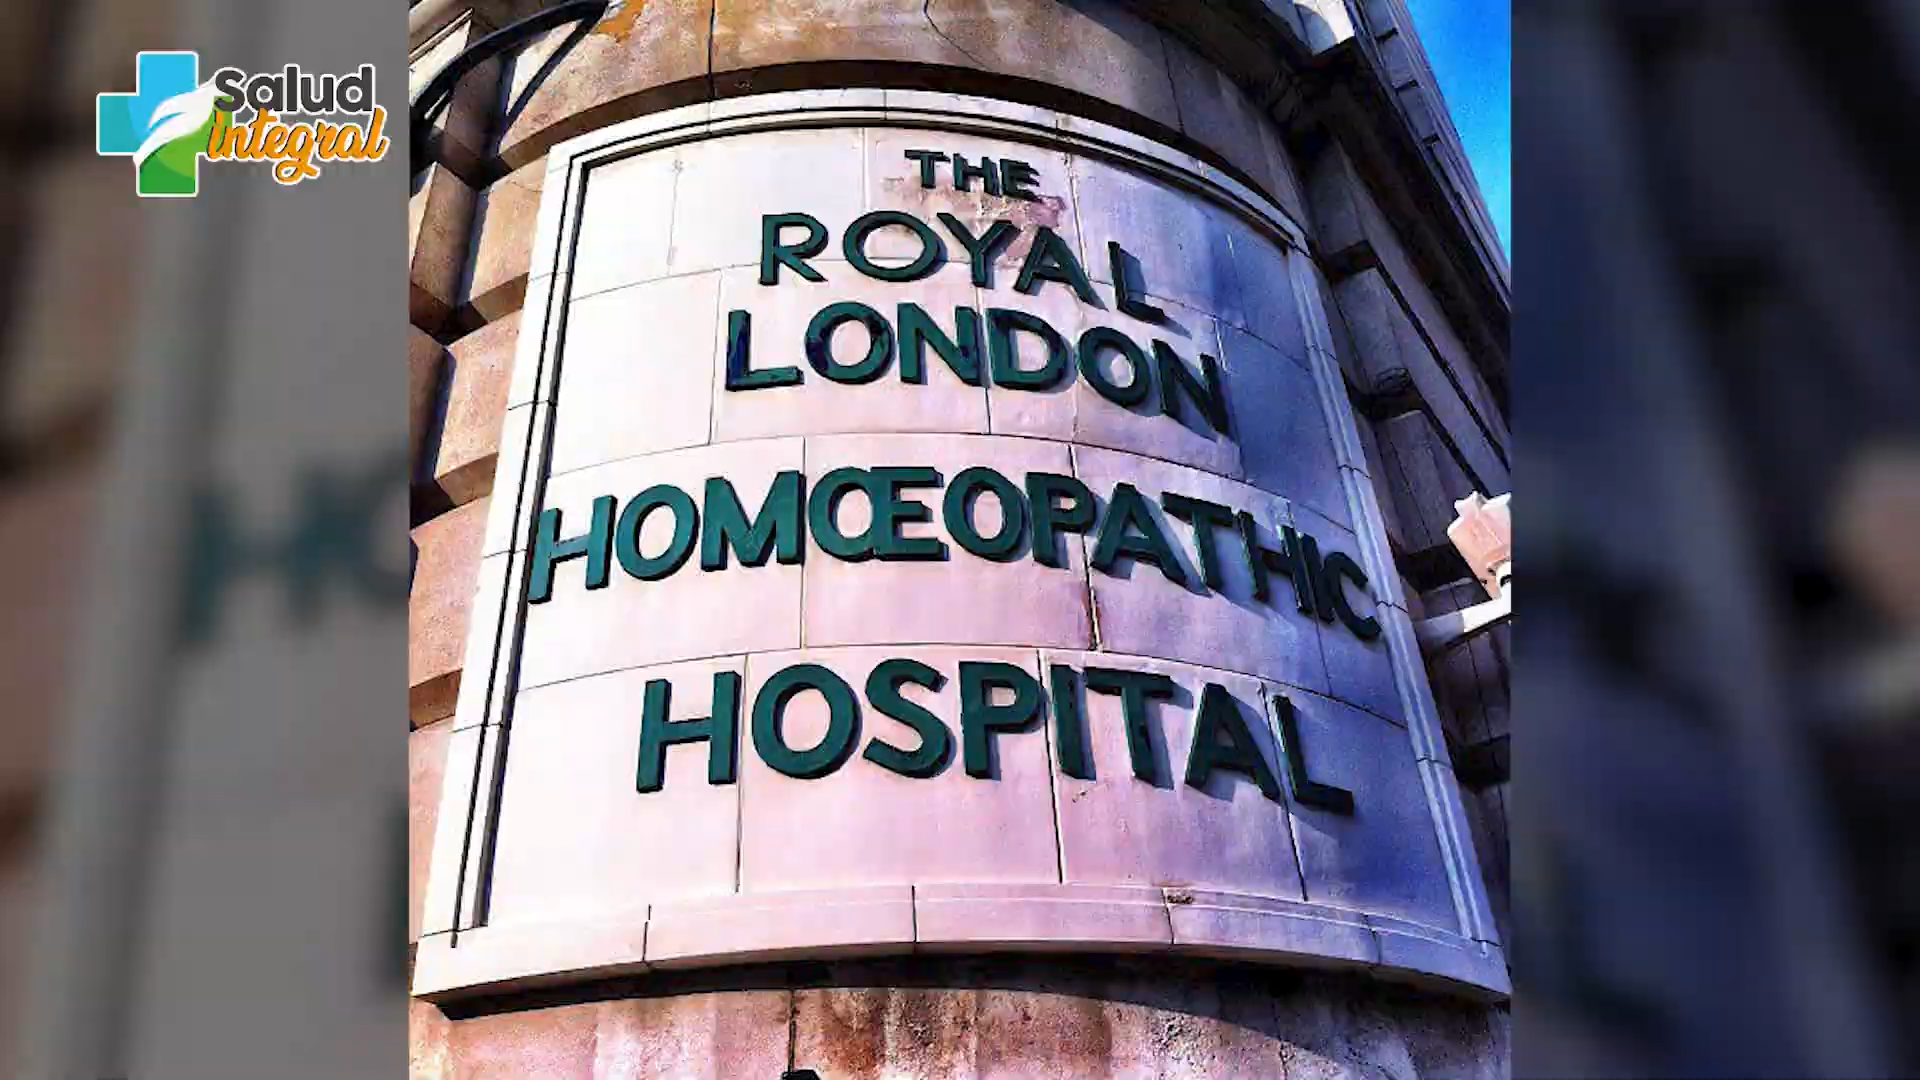 Salud
Integral
THE
ROYAL
LONDON
HOMŒOPATHIC
HOSPITAL